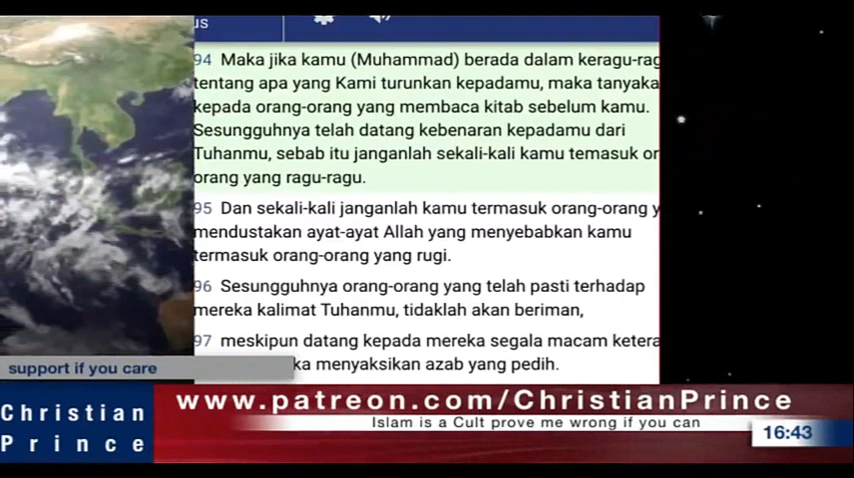 us
94 Maka jika kamu (Muhammad) berada dalam keragu-rag
tentang apa yang Kami turunkan kepadamu, maka tanyaka
kepada orang-orang yang membaca kitab sebelum kamu.
Sesungguhnya telah datang kebenaran kepadamu dari
Tuhanmu, sebab itu janganlah sekali-kali kamu temasuk or
orang yang ragu-ragu.
95 Dan sekali-kali janganlah kamu termasuk orang-orang y
mendustakan ayat-ayat Allah yang menyebabkan kamu
termasuk orang-orang yang rugi.
96 Sesungguhnya orang-orang yang telah pasti terhadap
mereka kalimat Tuhanmu, tidaklah akan beriman,
97 meskipun datang kepada mereka segala macam ketera
ka menyaksikan azab yang pedih.
support if you care
Christian
Prince
www.patreon.com/ChristianPrince
Islam is a Cult prove me wrong if you can
16:43